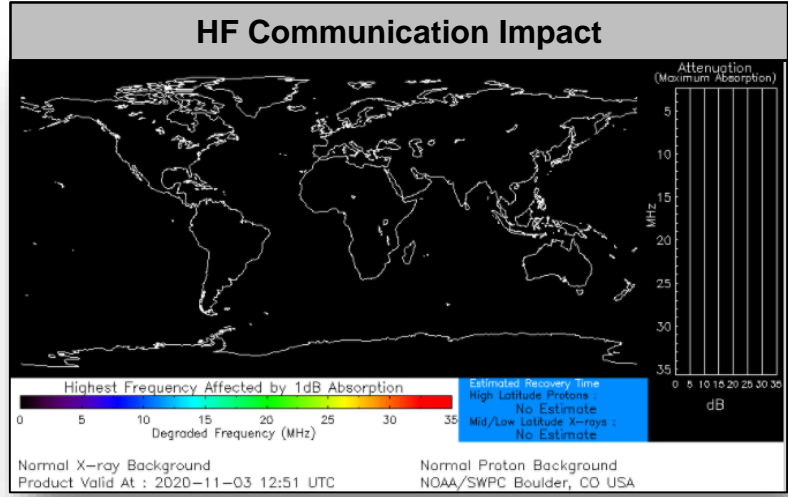 HF Communication Impact
Attenuation
(Maximum Absorption)
5
10
15
MHz
20
25
30
35
0 5 10 15 20 25 30 35
dB
Highest Frequency Affected by 1dB Absorption
0 5 10 15 20 25 30 35
Degraded Frequency (MHz)
Estimated Recovery Time
High Latitude Protons :
No Estimate
Mid/Low Latitude X-rays :
No Estimate
Normal X-ray Background
Product Valid At : 2020-11-03 12:51 UTC
Normal Proton Background
NOAA/SWPC Boulder, CO USA